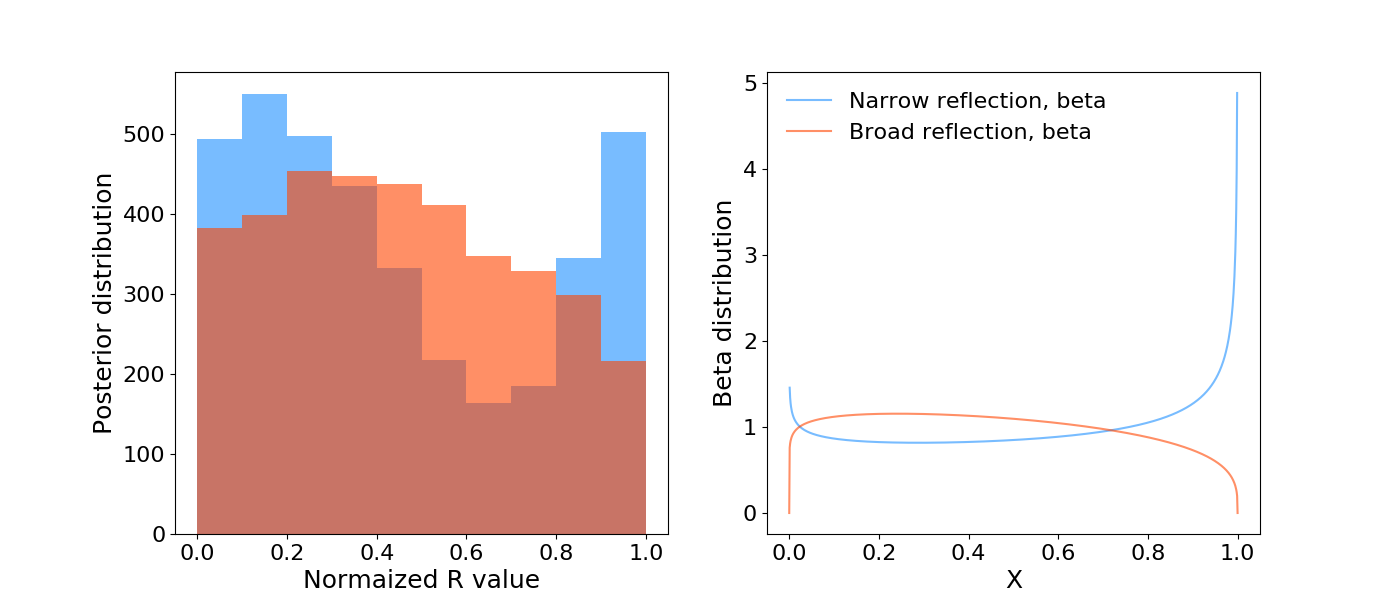 Posterior distribution
500
400
300
200
100
0
0.0 0.2 0.4 0.6 0.8 1.0
Normaized R value
Beta distribution
5
4
3
2
1
0
0.0 0.2 0.4 0.6 0.8 1.0
X
Narrow reflection, beta
Broad reflection, beta